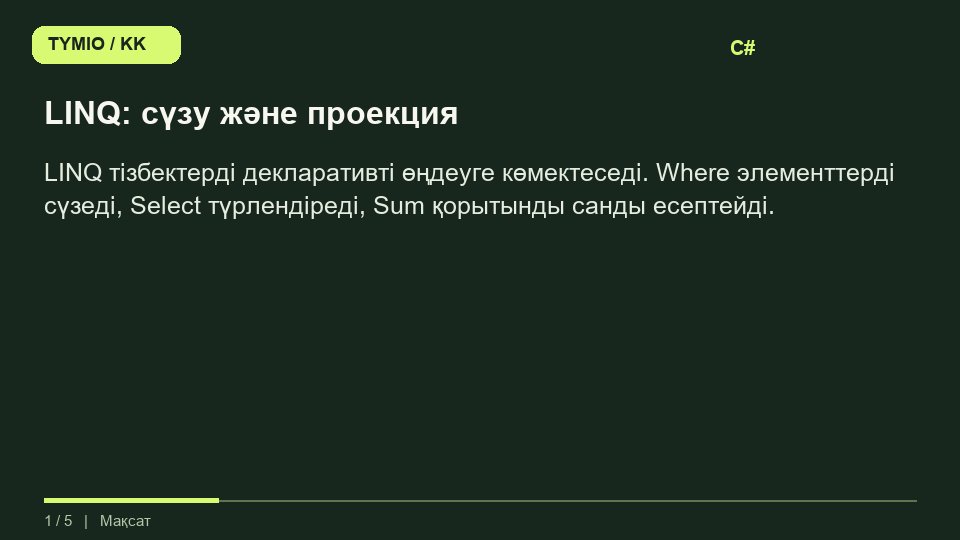 TYMIO / KK
C#
LINQ: сүзу және проекция
LINQ тізбектерді декларативті өңдеуге көмектеседі. Where элементтерді
сүзеді, Select түрлендіреді, Sum қорытынды санды есептейді.
1 / 5 | Мақсат